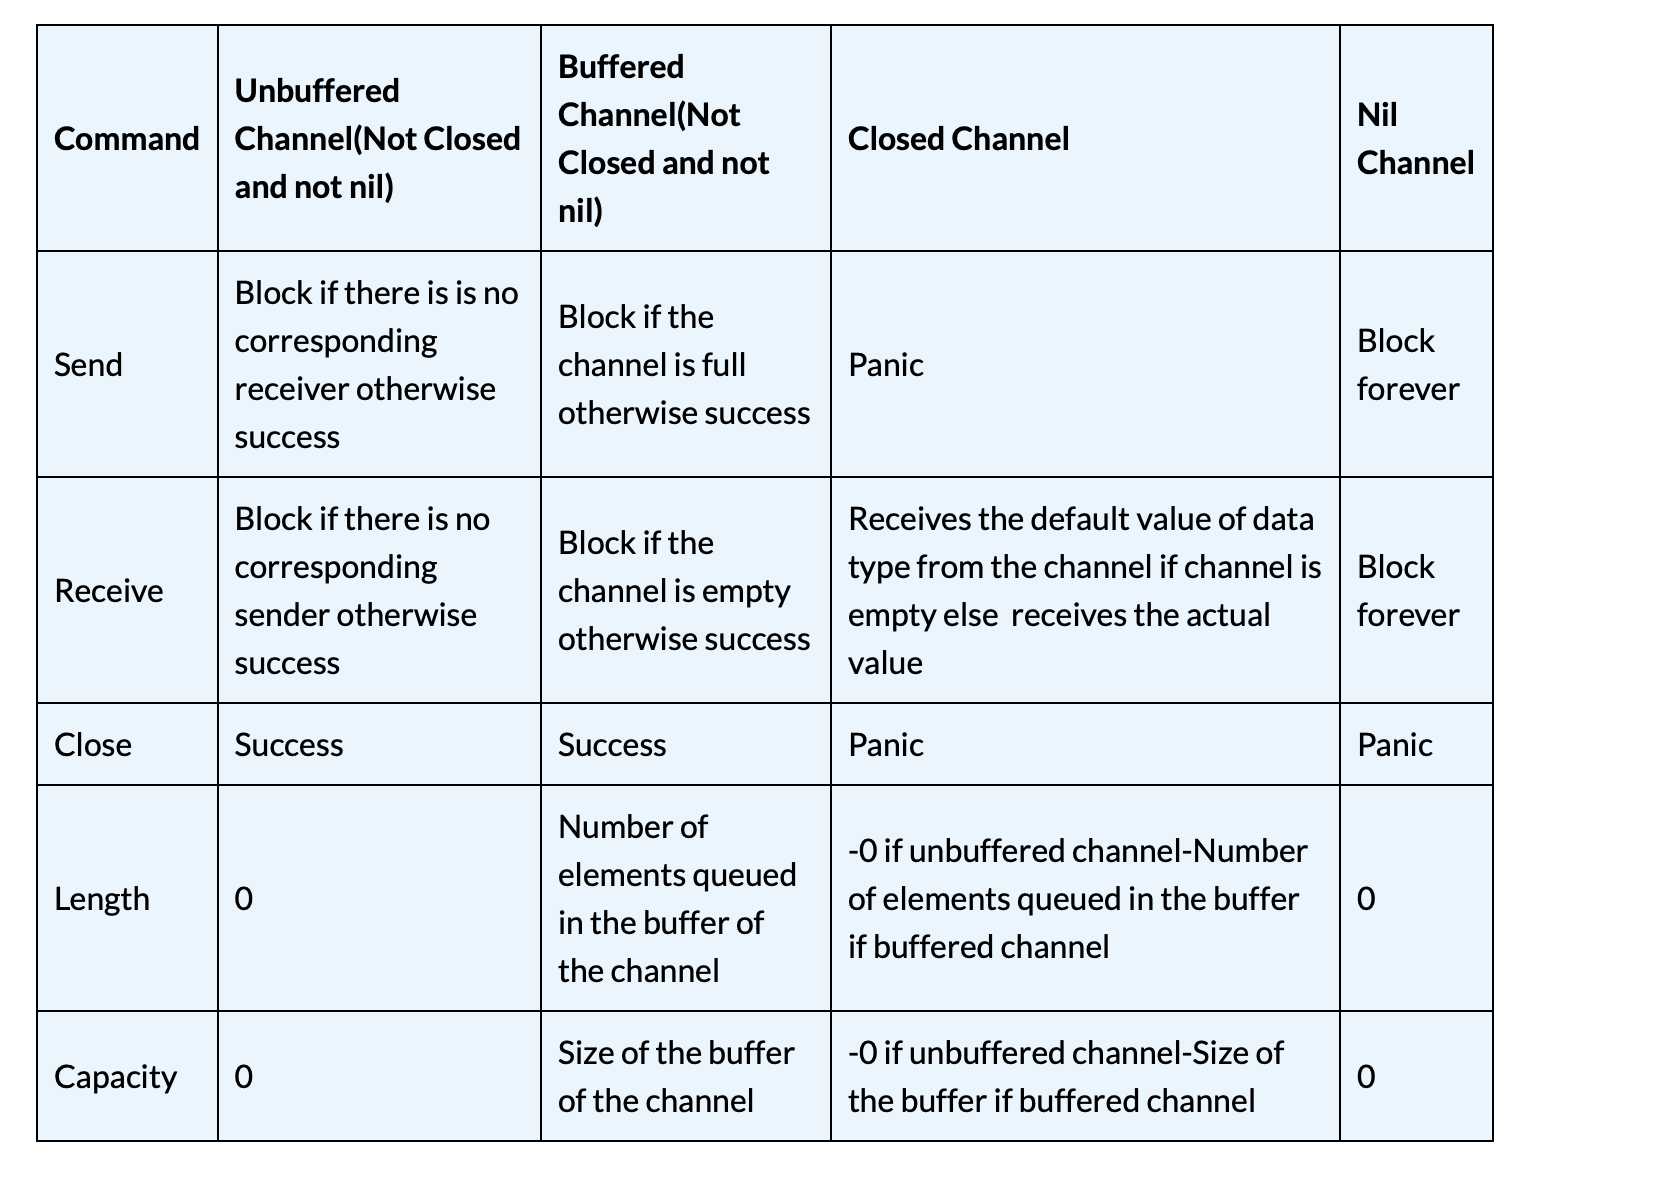 Command
Unbuffered
Channel(Not Closed
and not nil)
Buffered
Channel(Not
Closed and not
nil)
Closed Channel
Nil
Channel
Send
Block if there is is no
corresponding
receiver otherwise
success
Block if the
channel is full
otherwise success
Panic
Block
forever
Receive
Block if there is no
corresponding
sender otherwise
success
Block if the
channel is empty
otherwise success
Receives the default value of data
type from the channel if channel is
empty else  receives the actual
value
Block
forever
Close
Success
Success
Panic
Panic
Length
0
Number of
elements queued
in the buffer of
the channel
-0 if unbuffered channel-Number
of elements queued in the buffer
if buffered channel
0
Capacity
0
Size of the buffer
of the channel
-0 if unbuffered channel-Size of
the buffer if buffered channel
0